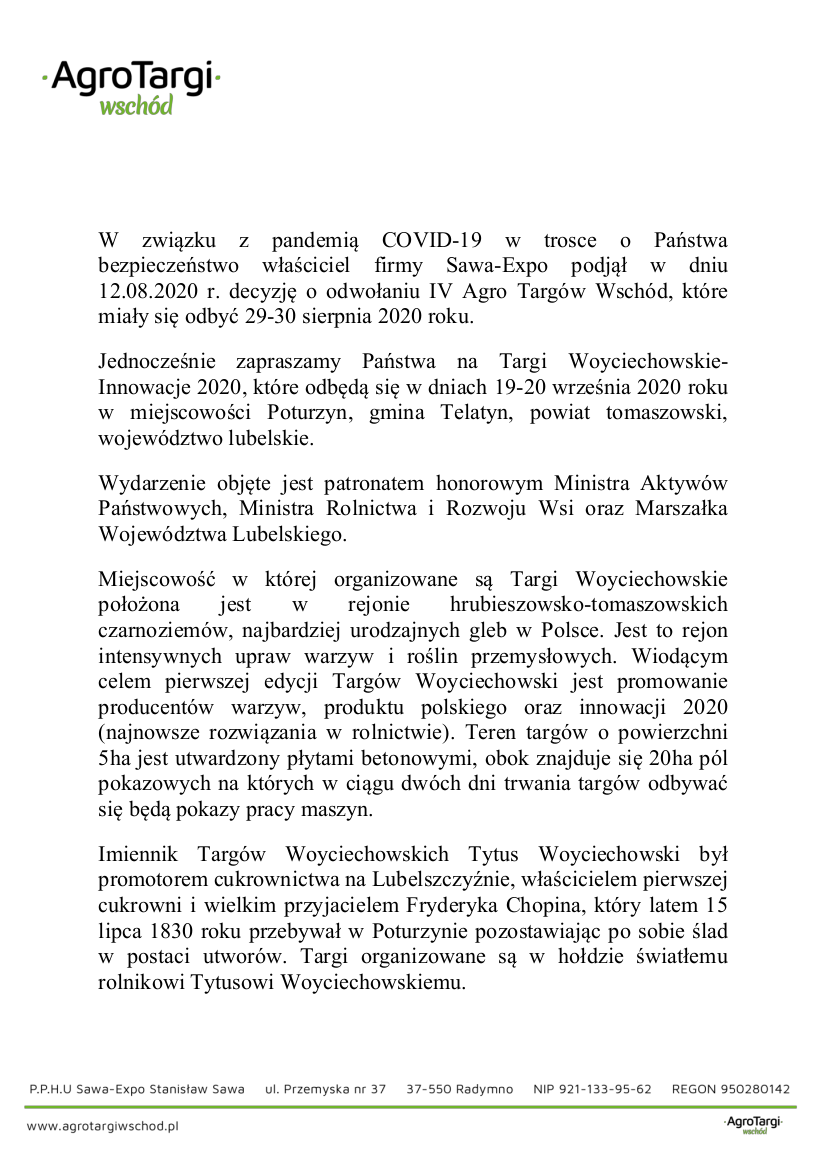 ·AgroTargi·
wschód
W związku z pandemią COVID-19 w trosce o Państwa
bezpieczeństwo właściciel firmy Sawa-Expo podjął w dniu
12.08.2020 r. decyzję o odwołaniu IV Agro Targów Wschód, które
miały się odbyć 29-30 sierpnia 2020 roku.
Jednocześnie zapraszamy Państwa na Targi Woyciechowskie-
Innowacje 2020, które odbędą się w dniach 19-20 września 2020 roku
w miejscowości Poturzyn, gmina Telatyn, powiat tomaszowski,
województwo lubelskie.
Wydarzenie objęte jest patronatem honorowym Ministra Aktywów
Państwowych, Ministra Rolnictwa i Rozwoju Wsi oraz Marszałka
Województwa Lubelskiego.
Miejscowość w której organizowane są Targi Woyciechowskie
położona jest w rejonie hrubieszowsko-tomaszowskich
czarnoziemów, najbardziej urodzajnych gleb w Polsce. Jest to rejon
intensywnych upraw warzyw i roślin przemysłowych. Wiodącym
celem pierwszej edycji Targów Woyciechowski jest promowanie
producentów warzyw, produktu polskiego oraz innowacji 2020
(najnowsze rozwiązania w rolnictwie). Teren targów o powierzchni
5ha jest utwardzony płytami betonowymi, obok znajduje się 20ha pól
pokazowych na których w ciągu dwóch dni trwania targów odbywać
się będą pokazy pracy maszyn.
Imiennik Targów Woyciechowskich Tytus Woyciechowski był
promotorem cukrownictwa na Lubelszczyźnie, właścicielem pierwszej
cukrowni i wielkim przyjacielem Fryderyka Chopina, który latem 15
lipca 1830 roku przebywał w Poturzynie pozostawiając po sobie ślad
w postaci utworów. Targi organizowane są w hołdzie światłemu
rolnikowi Tytusowi Woyciechowskiemu.
P.P.H.U Sawa-Expo Stanisław Sawa ul. Przemyska nr 37 37-550 Radymno NIP 921-133-95-62 REGON 950280142
www.agrotargiwschod.pl
·AgroTargi·
wschód